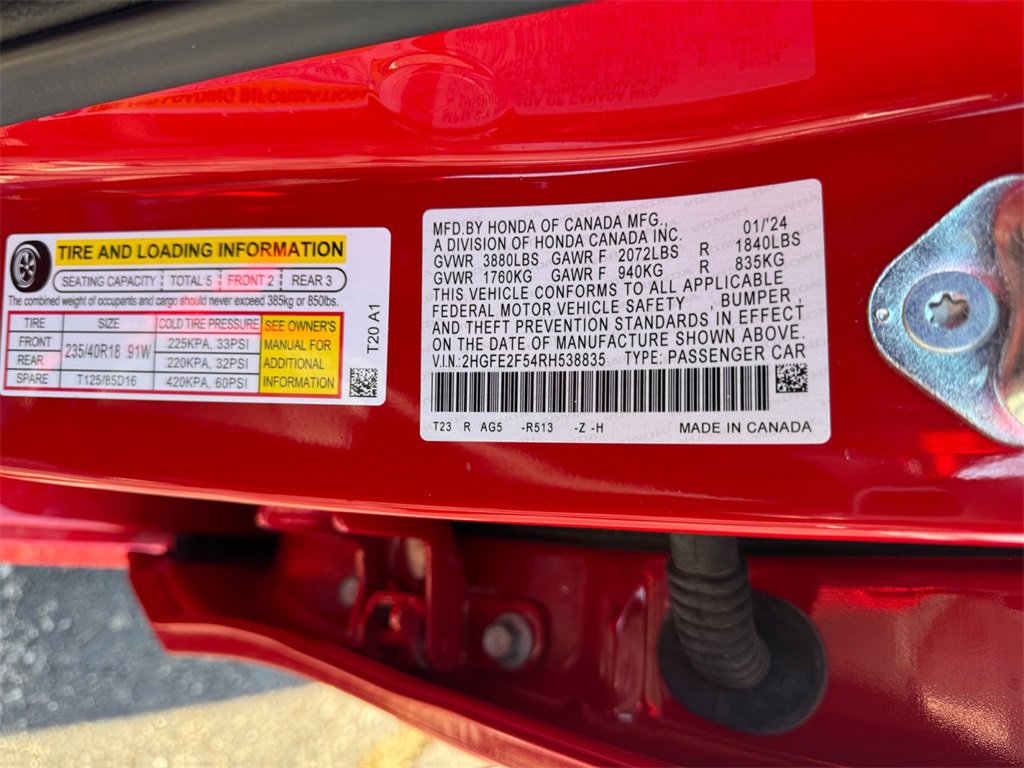 TIRE AND LOADING INFORMATION
SEATING CAPACITY TOTAL 5 FRONT 2 REAR 3
The combined weight of occupants and cargo should never exceed 385kg or 850lbs.
TIRE SIZE COLD TIRE PRESSURE SEE OWNER'S
FRONT 235/40R18 91W 225KPA, 33PSI MANUAL FOR
REAR 220KPA, 32PSI ADDITIONAL
SPARE T125/85D16 420KPA, 60PSI INFORMATION
T20 A1
MFD.BY HONDA OF CANADA MFG., 01/'24
A DIVISION OF HONDA CANADA INC.
GVWR 3880LBS GAWR F 2072LBS R 1840LBS
GVWR 1760KG GAWR F 940KG R 835KG
THIS VEHICLE CONFORMS TO ALL APPLICABLE
FEDERAL MOTOR VEHICLE SAFETY , BUMPER ,
AND THEFT PREVENTION STANDARDS IN EFFECT
ON THE DATE OF MANUFACTURE SHOWN ABOVE.
V.I.N: 2HGFE2F54RH538835 TYPE: PASSENGER CAR
T23 R AG5 -R513 -Z -H MADE IN CANADA